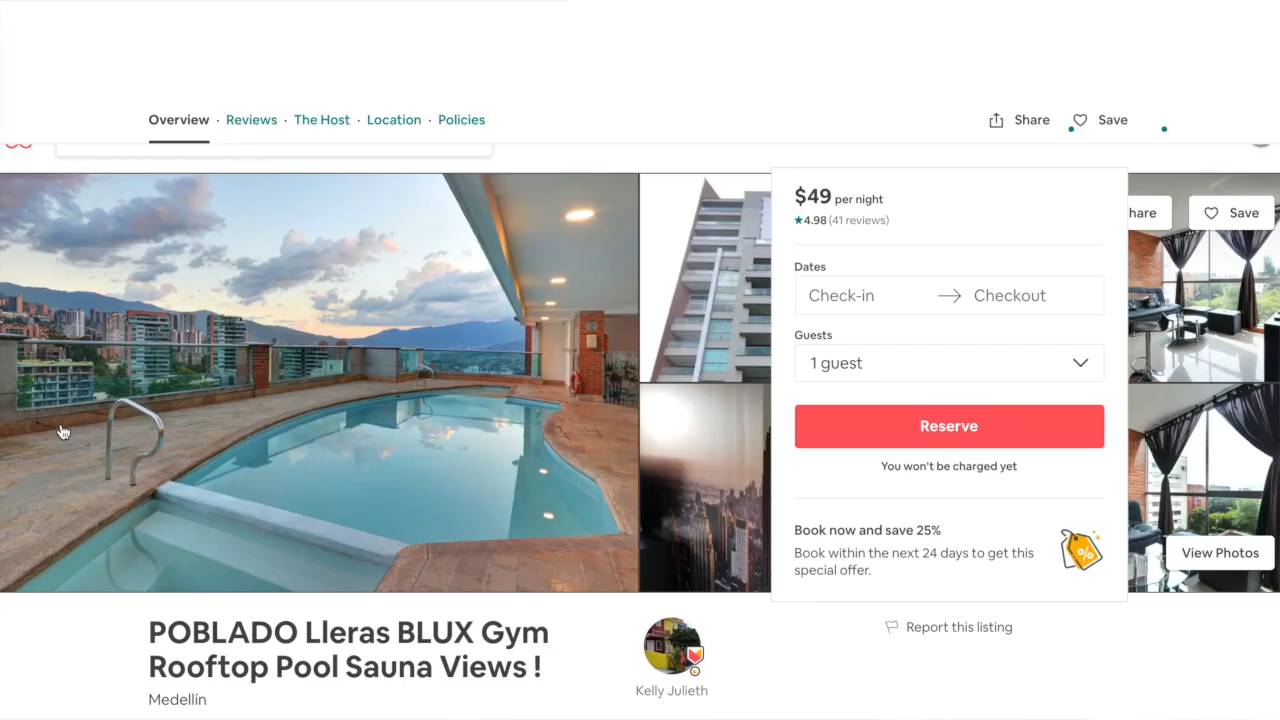 Overview · Reviews · The Host · Location · Policies
Share
Save
$49 per night
★4.98 (41 reviews)
Dates
Check-in
Checkout
Guests
1 guest
Reserve
You won't be charged yet
Book now and save 25%
Book within the next 24 days to get this
special offer.
%
hare
Save
View Photos
Report this listing
POBLADO Lleras BLUX Gym
Rooftop Pool Sauna Views !
Medellín
Kelly Julieth